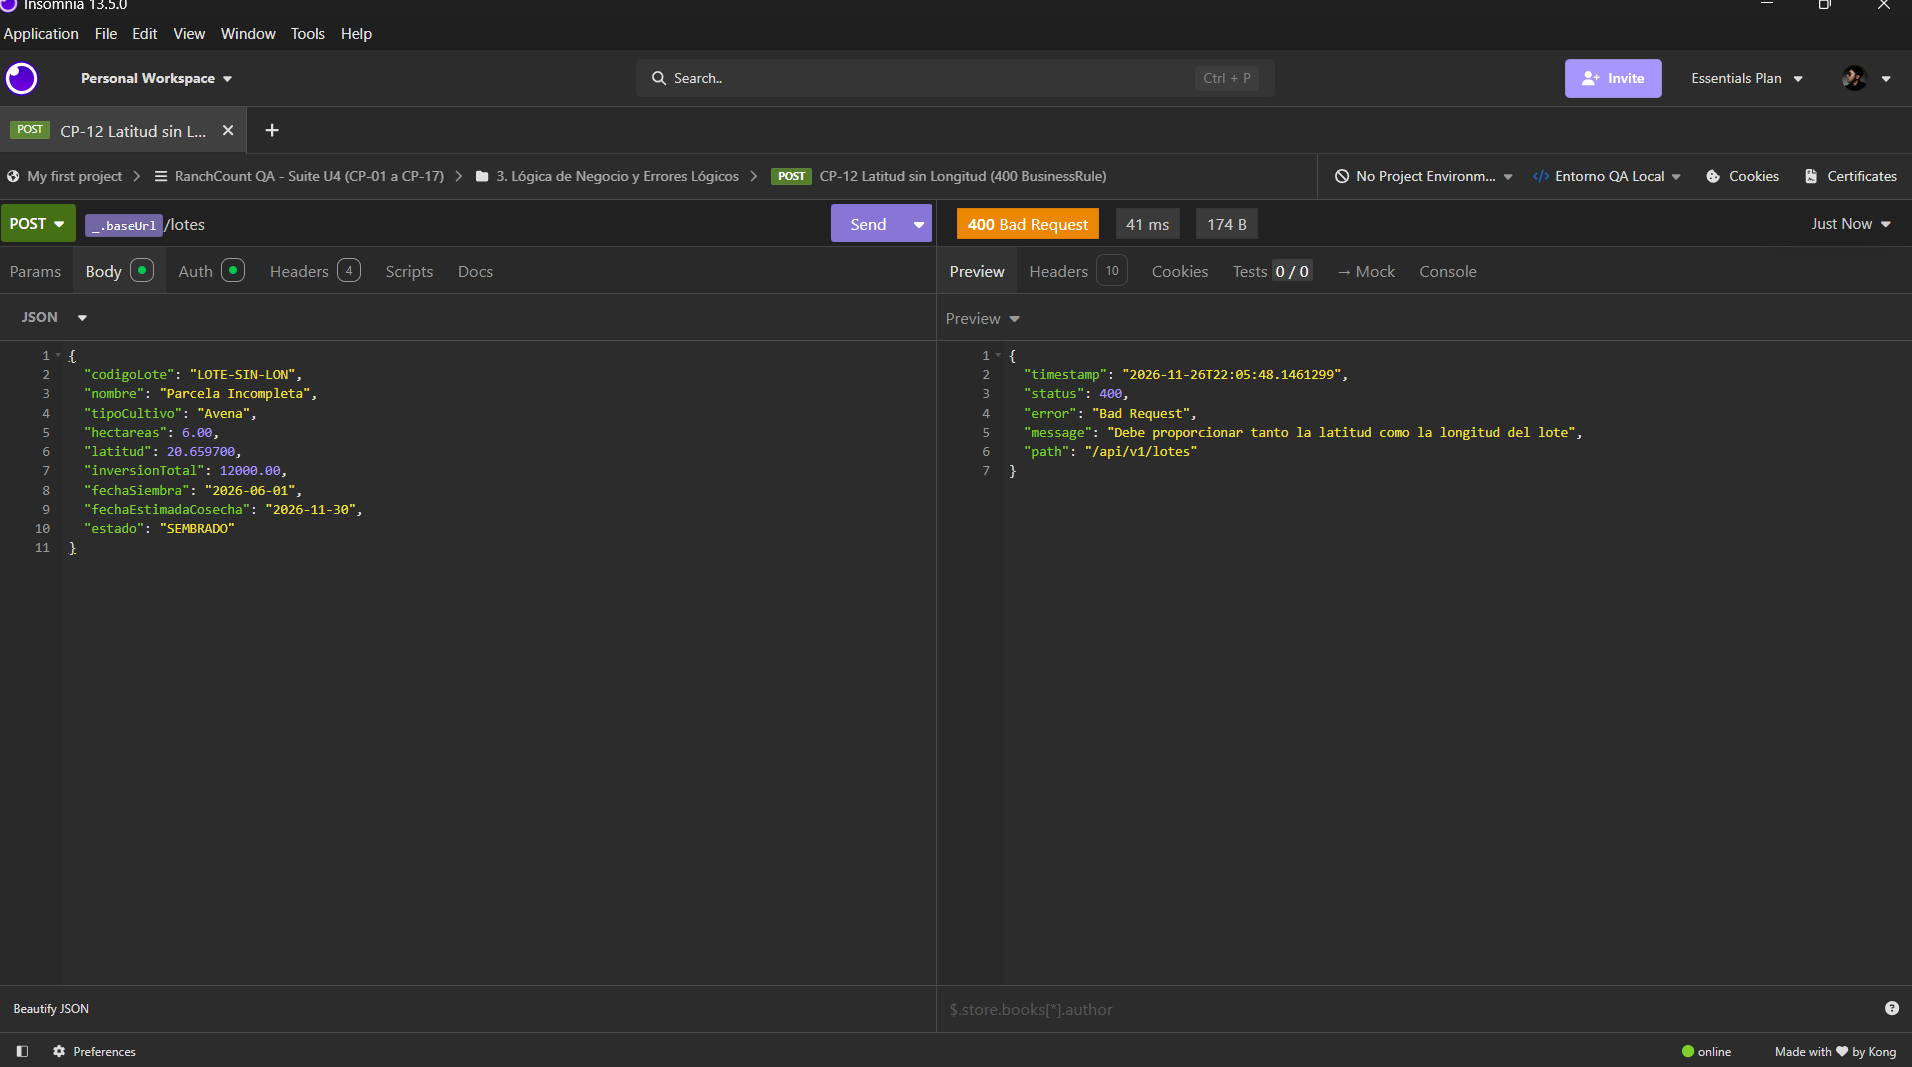 Insomnia 13.5.0
Application File Edit View Window Tools Help
Personal Workspace
Search..
Ctrl + P
Invite
Essentials Plan
POST CP-12 Latitud sin L...
My first project
RanchCount QA - Suite U4 (CP-01 a CP-17)
3. Lógica de Negocio y Errores Lógicos
POST CP-12 Latitud sin Longitud (400 BusinessRule)
No Project Environm...
Entorno QA Local
Cookies
Certificates
POST
_.baseUrl /lotes
Send
400 Bad Request
41 ms
174 B
Just Now
Params Body Auth Headers 4 Scripts Docs
Preview Headers 10 Cookies Tests 0 / 0 → Mock Console
JSON
Preview
1 {
2 "codigoLote": "LOTE-SIN-LON",
3 "nombre": "Parcela Incompleta",
4 "tipoCultivo": "Avena",
5 "hectareas": 6.00,
6 "latitud": 20.659700,
7 "inversionTotal": 12000.00,
8 "fechaSiembra": "2026-06-01",
9 "fechaEstimadaCosecha": "2026-11-30",
10 "estado": "SEMBRADO"
11 }
1 {
2 "timestamp": "2026-11-26T22:05:48.1461299",
3 "status": 400,
4 "error": "Bad Request",
5 "message": "Debe proporcionar tanto la latitud como la longitud del lote",
6 "path": "/api/v1/lotes"
7 }
Beautify JSON
$.store.books[*].author
Preferences
online
Made with ❤ by Kong